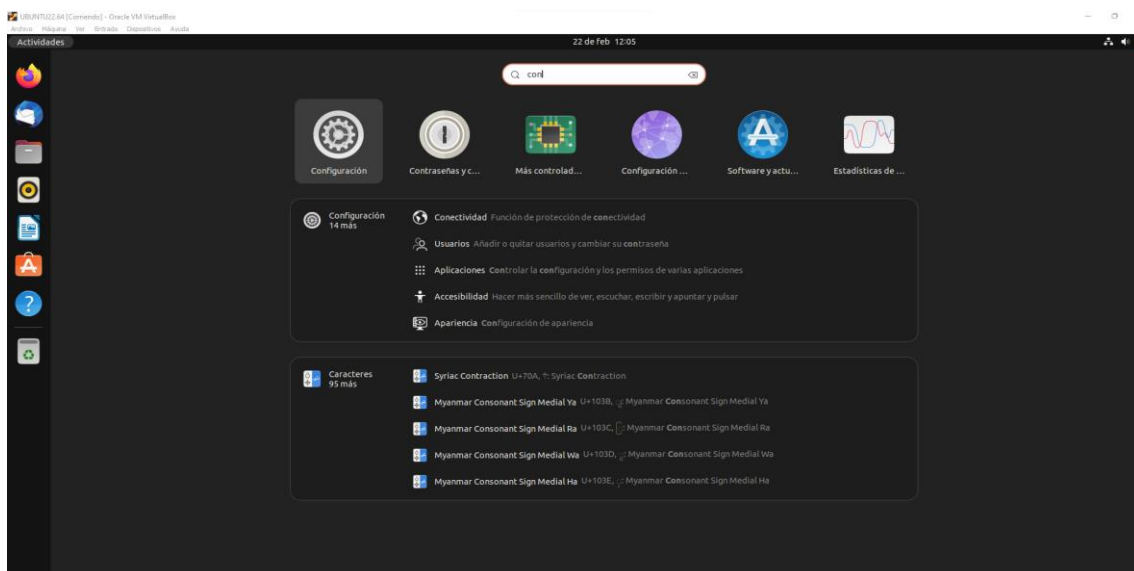 UBUNTU22.64 [Corriendo] - Oracle VM VirtualBox
Archivo Máquina Ver Entrada Dispositivos Ayuda
Actividades 22 de feb 12:05
con
Configuración Contraseñas y c... Más controlad... Configuración ... Software y actu... Estadísticas de ...
Configuración
14 más
Conectividad Función de protección de conectividad
Usuarios Añadir o quitar usuarios y cambiar su contraseña
Aplicaciones Controlar la configuración y los permisos de varias aplicaciones
Accesibilidad Hacer más sencillo de ver, escuchar, escribir y apuntar y pulsar
Apariencia Configuración de apariencia
Caracteres
95 más
Syriac Contraction U+70A, : Syriac Contraction
Myanmar Consonant Sign Medial Ya U+103B, : Myanmar Consonant Sign Medial Ya
Myanmar Consonant Sign Medial Ra U+103C, : Myanmar Consonant Sign Medial Ra
Myanmar Consonant Sign Medial Wa U+103D, : Myanmar Consonant Sign Medial Wa
Myanmar Consonant Sign Medial Ha U+103E, : Myanmar Consonant Sign Medial Ha